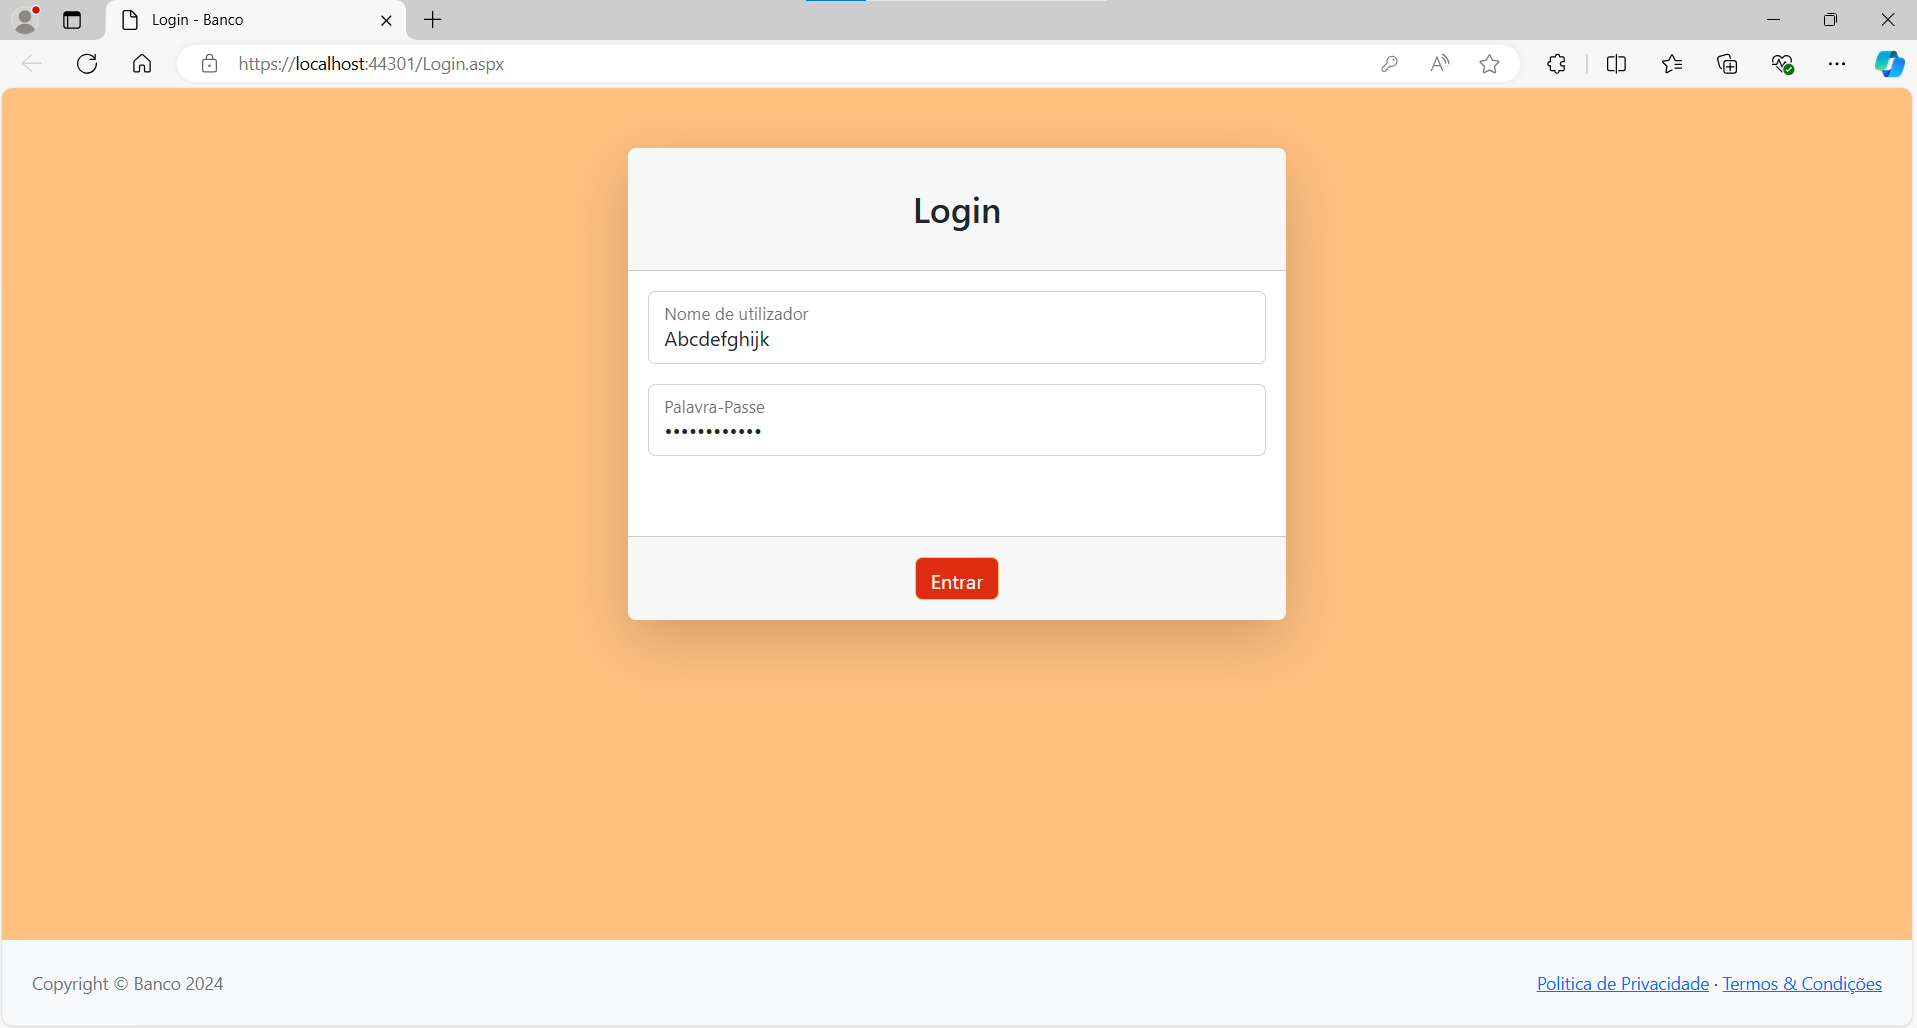 Login - Banco
https://localhost:44301/Login.aspx
Login
Nome de utilizador
Abcdefghijk
Palavra-Passe
••••••••••••
Entrar
Copyright © Banco 2024
Politica de Privacidade · Termos & Condições